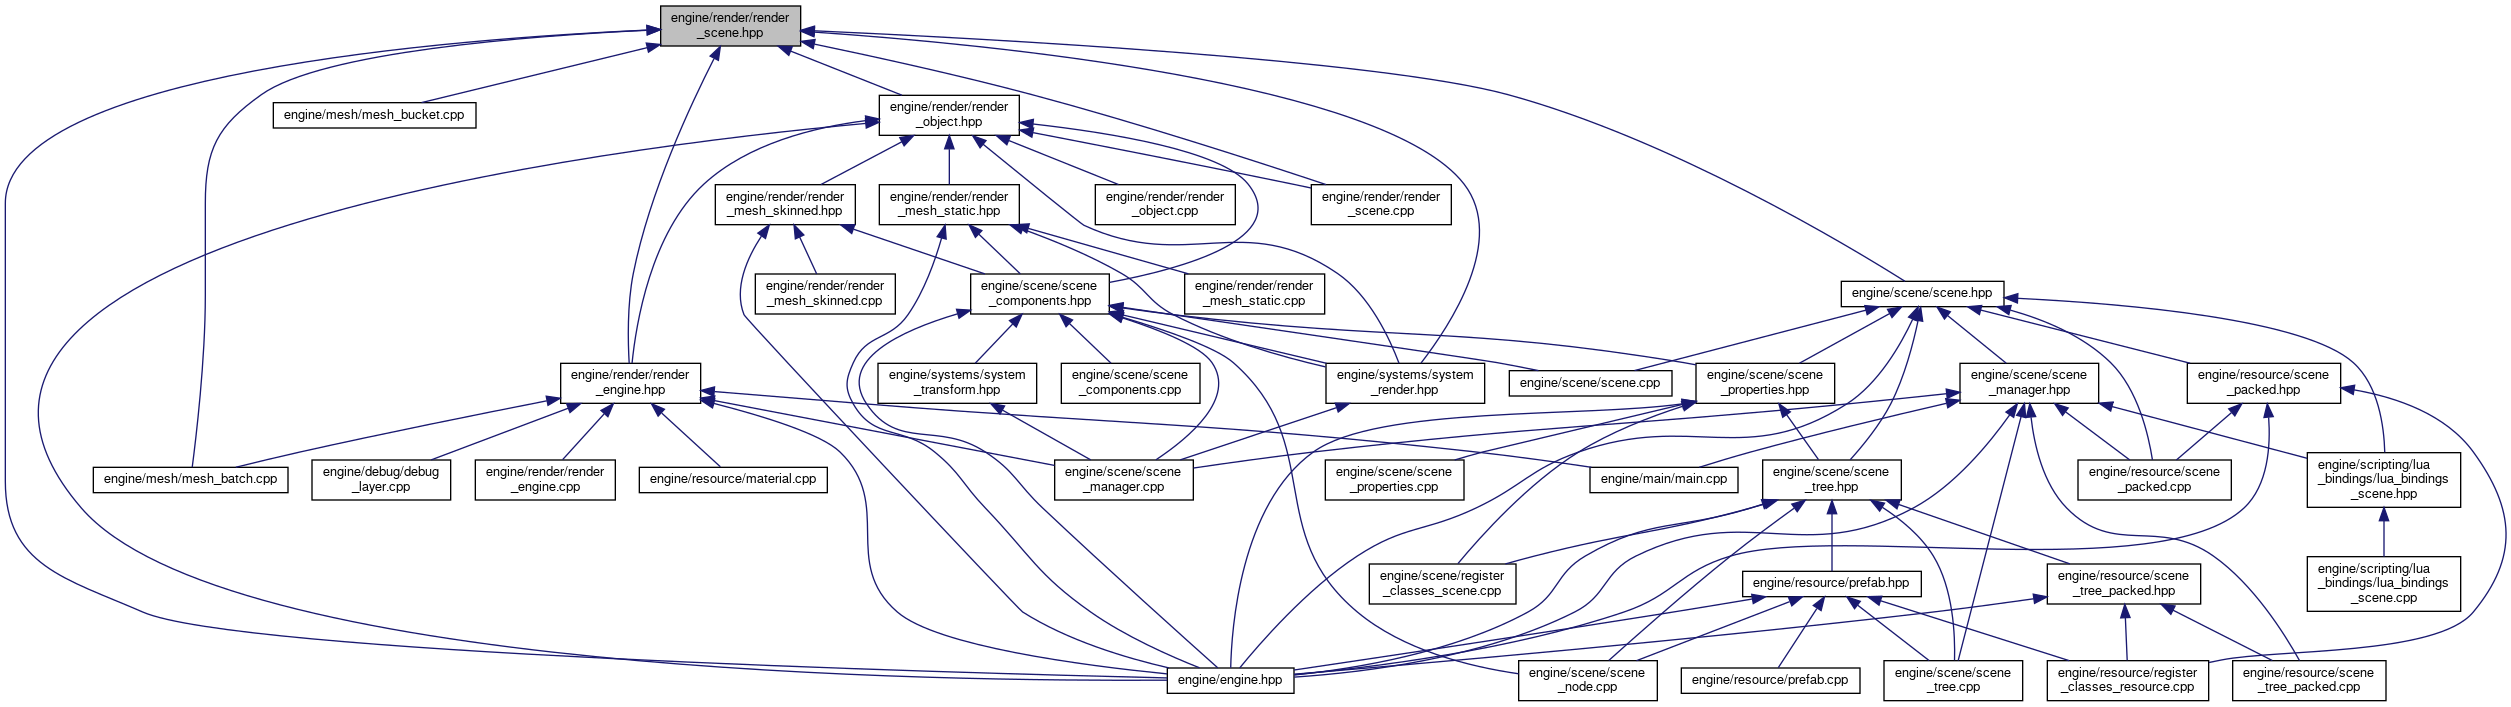 engine/render/render
_scene.hpp
engine/mesh/mesh_bucket.cpp
engine/render/render
_object.hpp
engine/render/render
_mesh_skinned.hpp
engine/render/render
_mesh_static.hpp
engine/render/render
_object.cpp
engine/render/render
_scene.cpp
engine/render/render
_mesh_skinned.cpp
engine/scene/scene
_components.hpp
engine/render/render
_mesh_static.cpp
engine/scene/scene.hpp
engine/render/render
_engine.hpp
engine/systems/system
_transform.hpp
engine/scene/scene
_components.cpp
engine/systems/system
_render.hpp
engine/scene/scene.cpp
engine/scene/scene
_properties.hpp
engine/scene/scene
_manager.hpp
engine/resource/scene
_packed.hpp
engine/mesh/mesh_batch.cpp
engine/debug/debug
_layer.cpp
engine/render/render
_engine.cpp
engine/resource/material.cpp
engine/scene/scene
_manager.cpp
engine/scene/scene
_properties.cpp
engine/main/main.cpp
engine/scene/scene
_tree.hpp
engine/resource/scene
_packed.cpp
engine/scripting/lua
_bindings/lua_bindings
_scene.hpp
engine/scene/register
_classes_scene.cpp
engine/resource/prefab.hpp
engine/resource/scene
_tree_packed.hpp
engine/scripting/lua
_bindings/lua_bindings
_scene.cpp
engine/engine.hpp
engine/scene/scene
_node.cpp
engine/resource/prefab.cpp
engine/scene/scene
_tree.cpp
engine/resource/register
_classes_resource.cpp
engine/resource/scene
_tree_packed.cpp